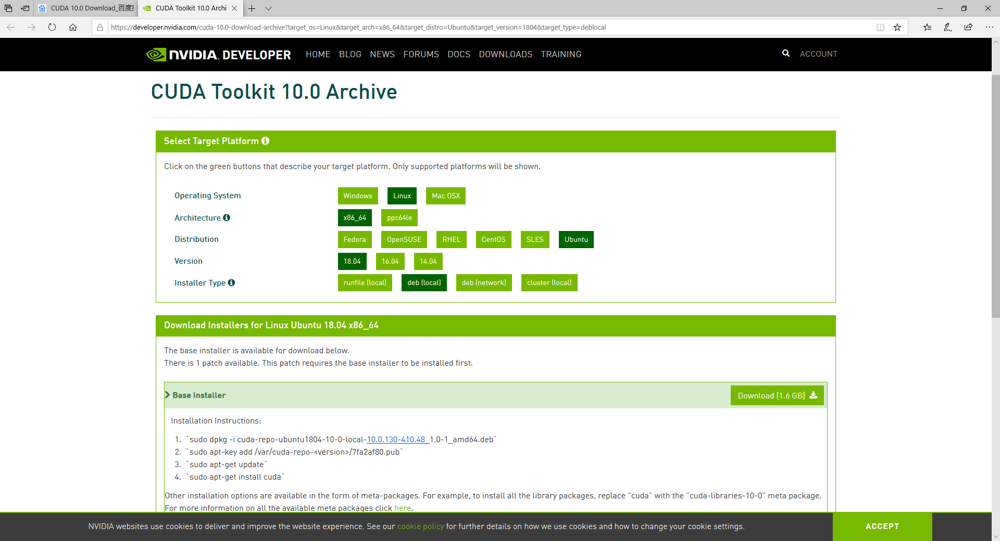 CUDA 10.0 Download_百度
CUDA Toolkit 10.0 Archi
https://developer.nvidia.com/cuda-10.0-download-archive?target_os=Linux&target_arch=x86_64&target_distro=Ubuntu&target_version=1804&target_type=deblocal
NVIDIA. DEVELOPER HOME BLOG NEWS FORUMS DOCS DOWNLOADS TRAINING ACCOUNT
CUDA Toolkit 10.0 Archive
Select Target Platform
Click on the green buttons that describe your target platform. Only supported platforms will be shown.
Operating System Windows Linux Mac OSX
Architecture x86_64 ppc64le
Distribution Fedora OpenSUSE RHEL CentOS SLES Ubuntu
Version 18.04 16.04 14.04
Installer Type runfile (local) deb (local) deb (network) cluster (local)
Download Installers for Linux Ubuntu 18.04 x86_64
The base installer is available for download below.
There is 1 patch available. This patch requires the base installer to be installed first.
Base Installer Download (1.6 GB)
Installation Instructions:
1. `sudo dpkg -i cuda-repo-ubuntu1804-10-0-local-10.0.130-410.48_1.0-1_amd64.deb`
2. `sudo apt-key add /var/cuda-repo-<version>/7fa2af80.pub`
3. `sudo apt-get update`
4. `sudo apt-get install cuda`
Other installation options are available in the form of meta-packages. For example, to install all the library packages, replace "cuda" with the "cuda-libraries-10-0" meta package.
For more information on all the available meta packages click here.
NVIDIA websites use cookies to deliver and improve the website experience. See our cookie policy for further details on how we use cookies and how to change your cookie settings.
ACCEPT